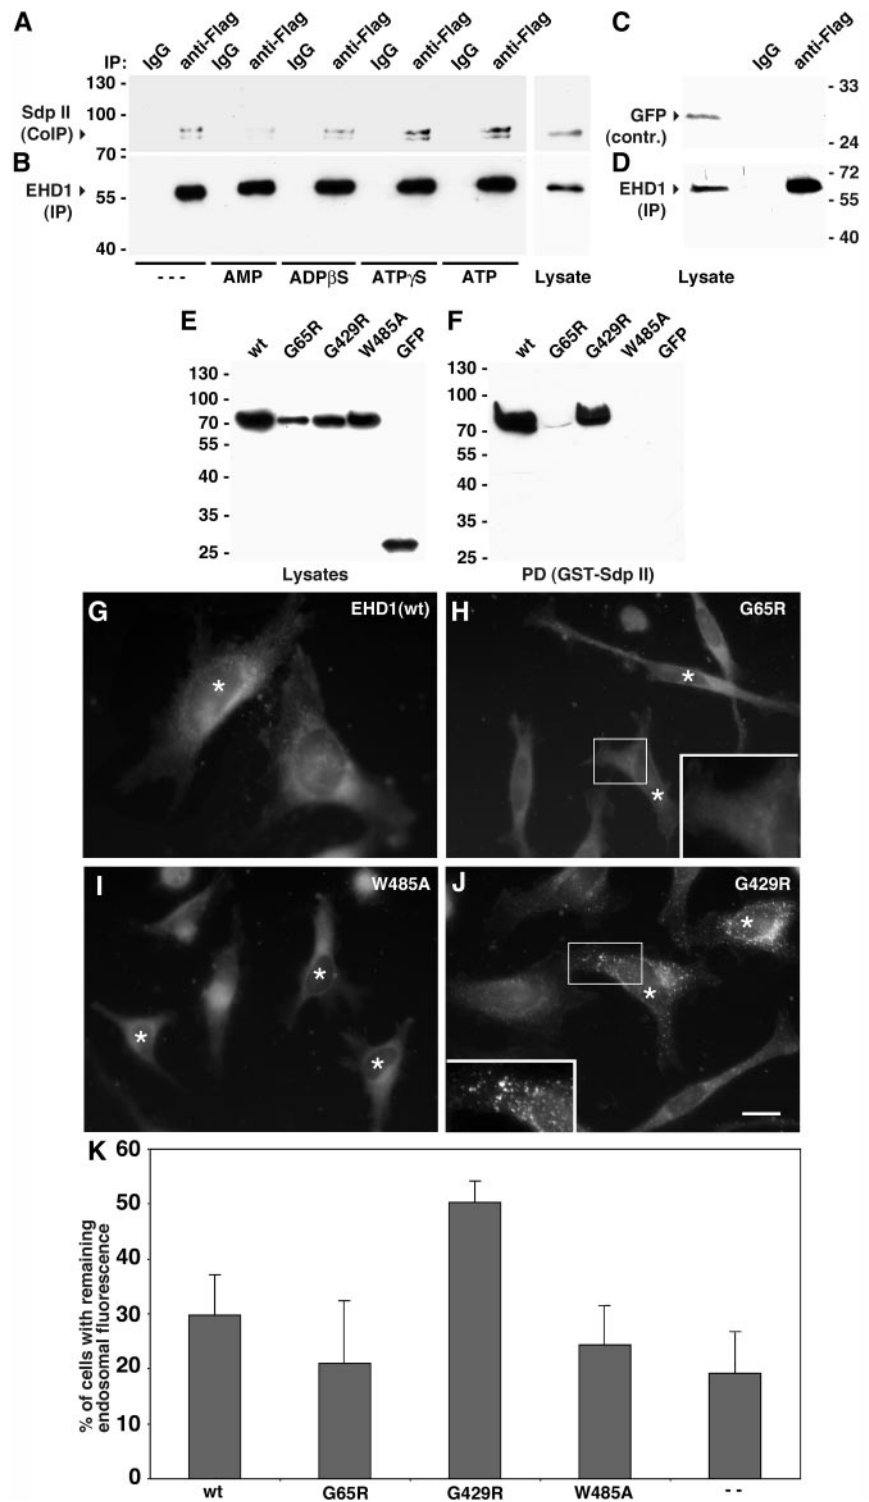 A
C
IP:
IgG
anti-Flag
IgG
anti-Flag
IgG
anti-Flag
IgG
anti-Flag
IgG
anti-Flag
IgG
anti-Flag
130 -
Sdp II
(CoIP)
100 -
70 -
GFP
(contr.)
- 33
- 24
B
D
EHD1
(IP)
55 -
40 -
EHD1
(IP)
- 72
- 55
- 40
- - -
AMP
ADPβS
ATPγS
ATP
Lysate
Lysate
E
F
wt
G65R
G429R
W485A
GFP
wt
G65R
G429R
W485A
GFP
130 -
100 -
70 -
55 -
40 -
35 -
25 -
130 -
100 -
70 -
55 -
40 -
35 -
25 -
Lysates
PD (GST-Sdp II)
G
EHD1(wt)
*
H
G65R
*
*
I
W485A
*
*
*
J
G429R
*
*
K
% of cells with remaining
endosomal fluorescence
60
50
40
30
20
10
0
wt
G65R
G429R
W485A
- -